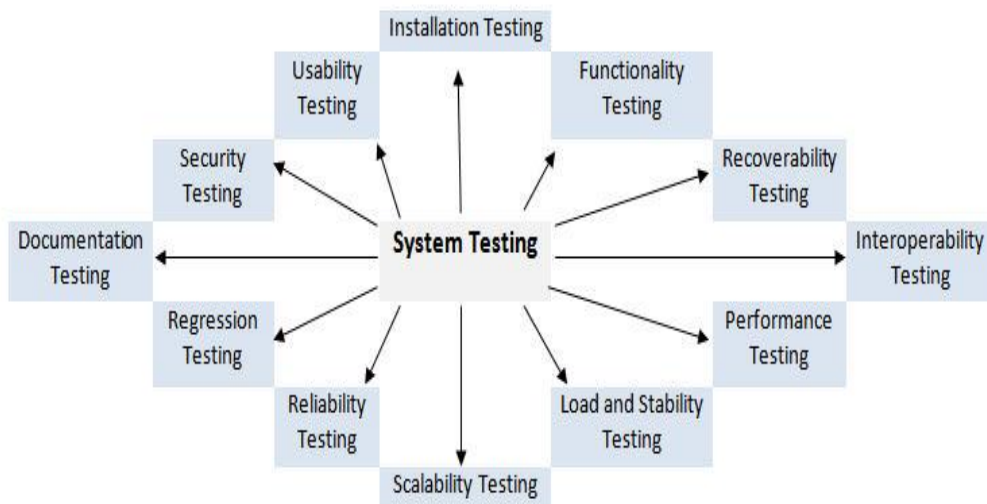 Installation Testing
Usability
Testing
Functionality
Testing
Security
Testing
Recoverability
Testing
Documentation
Testing
System Testing
Interoperability
Testing
Regression
Testing
Performance
Testing
Reliability
Testing
Load and Stability
Testing
Scalability Testing